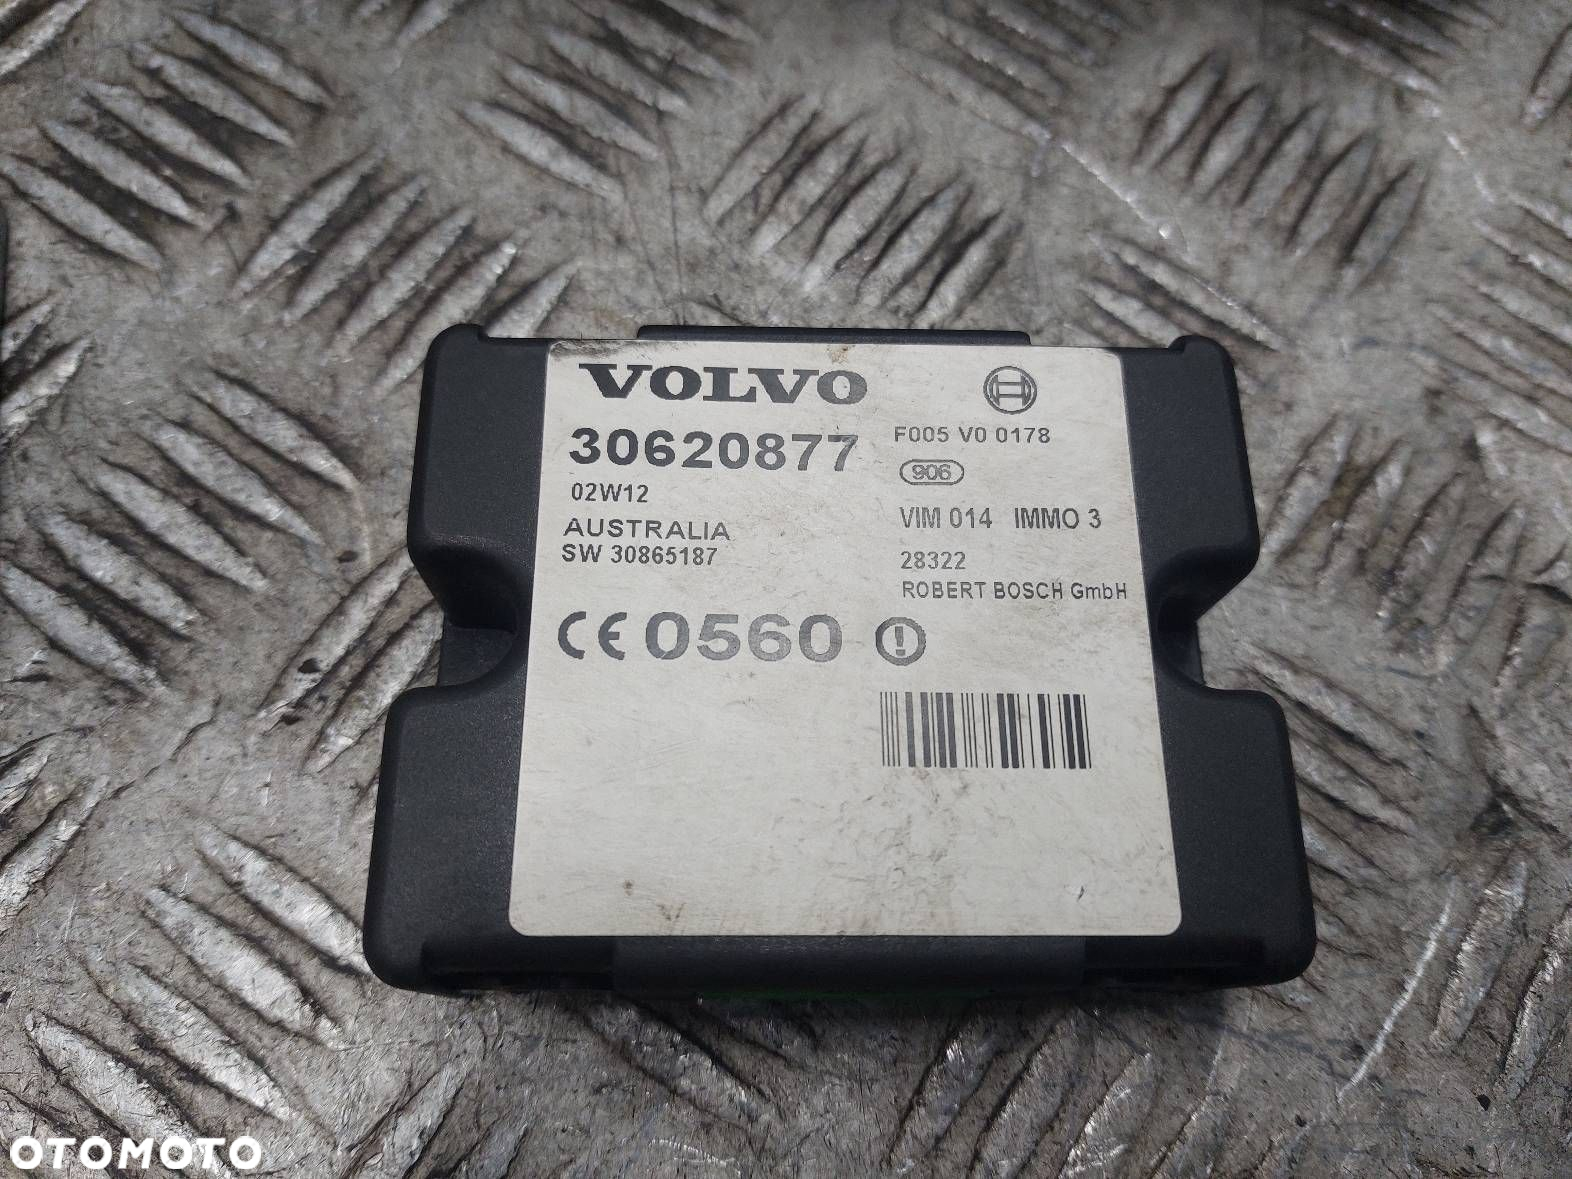 VOLVO
30620877
02W12
AUSTRALIA
SW 30865187
CE 0560 !
F005 V0 0178
906
VIM 014 IMMO 3
28322
ROBERT BOSCH GmbH
OTOMOTO